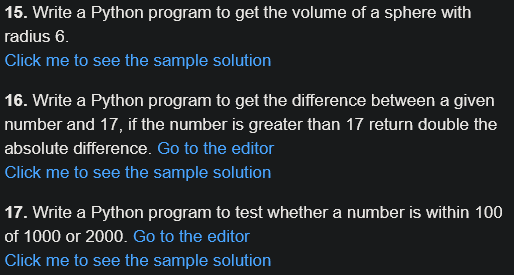 15. Write a Python program to get the volume of a sphere with
radius 6.
Click me to see the sample solution
16. Write a Python program to get the difference between a given
number and 17, if the number is greater than 17 return double the
absolute difference. Go to the editor
Click me to see the sample solution
17. Write a Python program to test whether a number is within 100
of 1000 or 2000. Go to the editor
Click me to see the sample solution